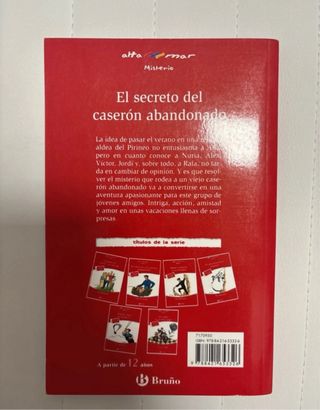 alta mar
Misterio
El secreto del
caserón abandonado
La idea de pasar el verano en una
aldea del Pirineo no entusiasma a
pero en cuanto conoce a Nuria, Álex,
Víctor, Jordi y, sobre todo, a Rafa, no tar-
da en cambiar de opinión. Y es que resol-
ver el misterio que rodea a un viejo case-
rón abandonado va a convertirse en una
aventura apasionante para este grupo de
jóvenes amigos. Intriga, acción, amistad
y amor en unas vacaciones llenas de sor-
presas.
títulos de la serie
7170930
A partir de 12 años
Bruño